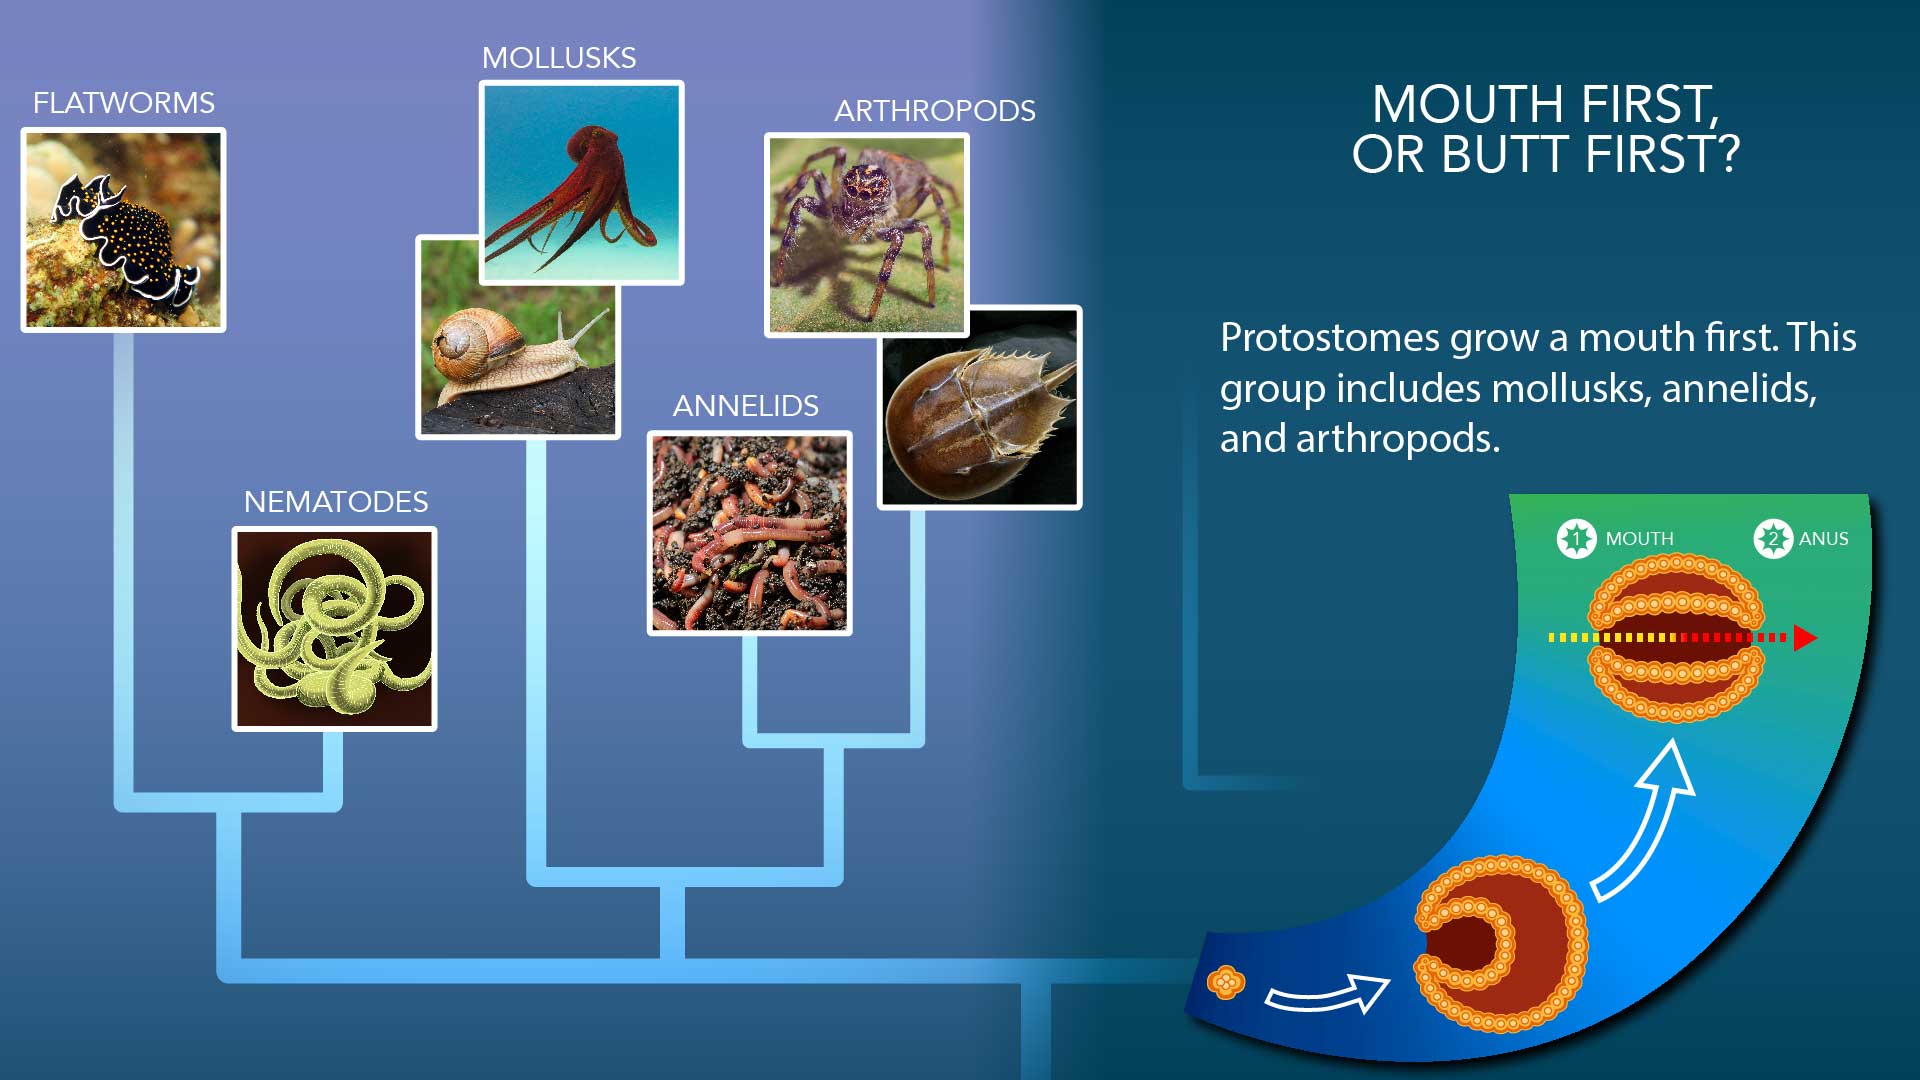 MOLLUSKS
FLATWORMS
ARTHROPODS
ANNELIDS
NEMATODES
MOUTH FIRST,
OR BUTT FIRST?
Protostomes grow a mouth first. This
group includes mollusks, annelids,
and arthropods.
1 MOUTH
2 ANUS